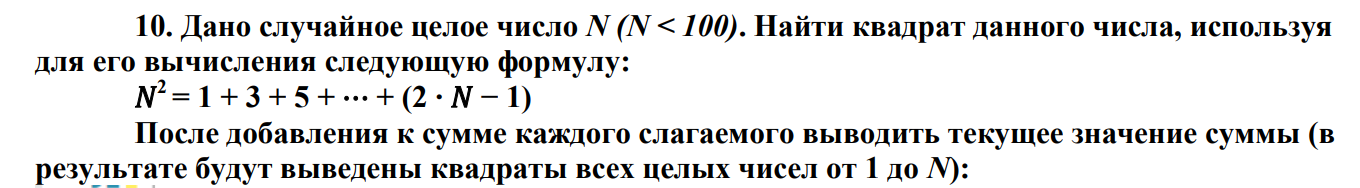 10. Дано случайное целое число N (N < 100). Найти квадрат данного числа, используя
для его вычисления следующую формулу:
N² = 1 + 3 + 5 + ⋯ + (2 · N − 1)
После добавления к сумме каждого слагаемого выводить текущее значение суммы (в
результате будут выведены квадраты всех целых чисел от 1 до N):